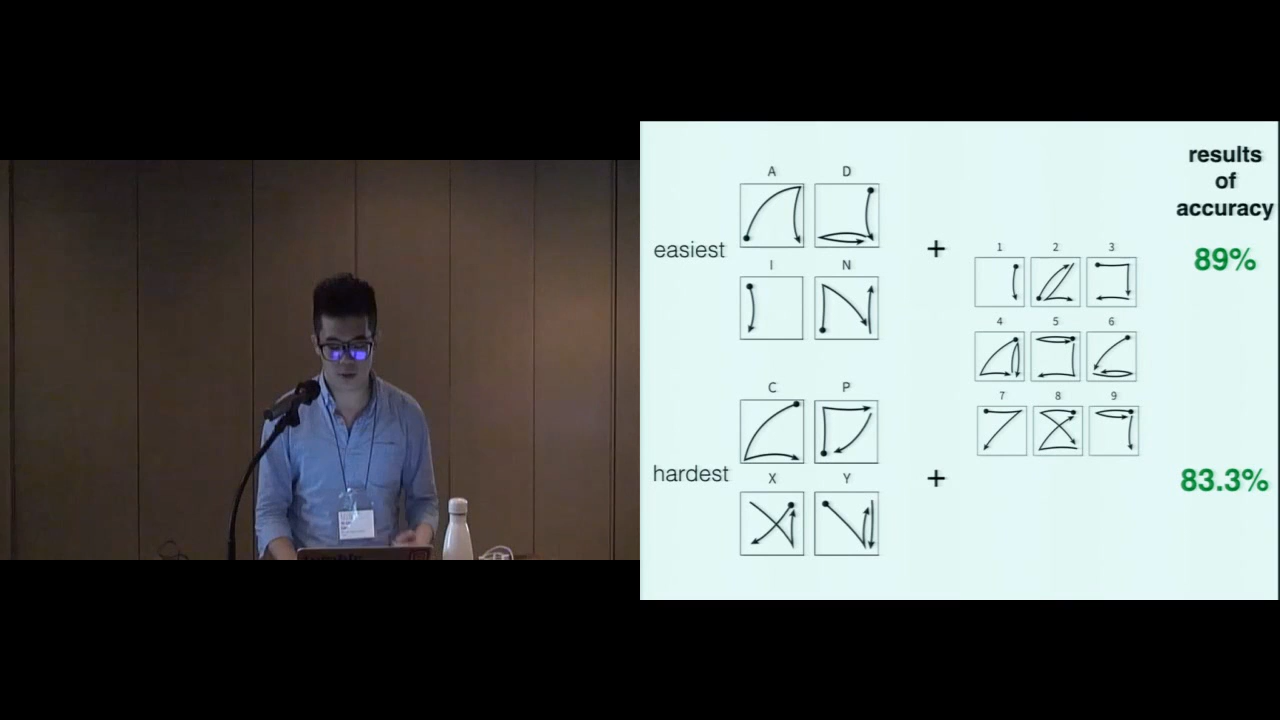 results
of
accuracy
A D
easiest
I N
+
1 2 3
4 5 6
7 8 9
89%
C P
hardest
X Y
+
83.3%